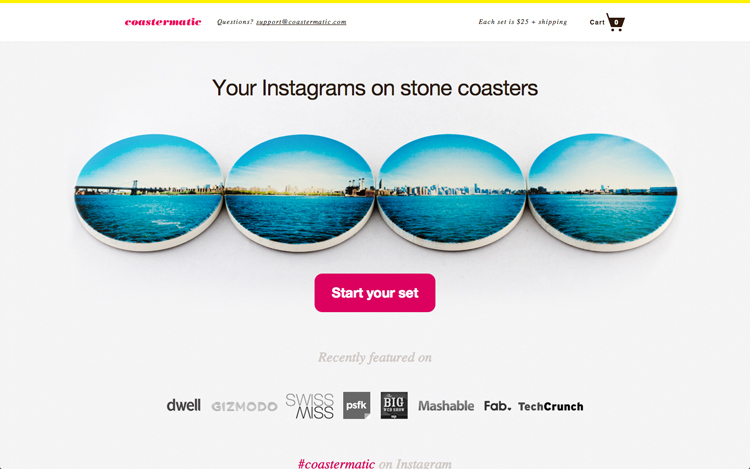 coastermatic Questions? support@coastermatic.com Each set is $25 + shipping Cart 0
Your Instagrams on stone coasters
Start your set
Recently featured on
dwell GIZMODO SWISS MISS psfk THE BIG WEB SHOW Mashable Fab. TechCrunch
#coastermatic on Instagram